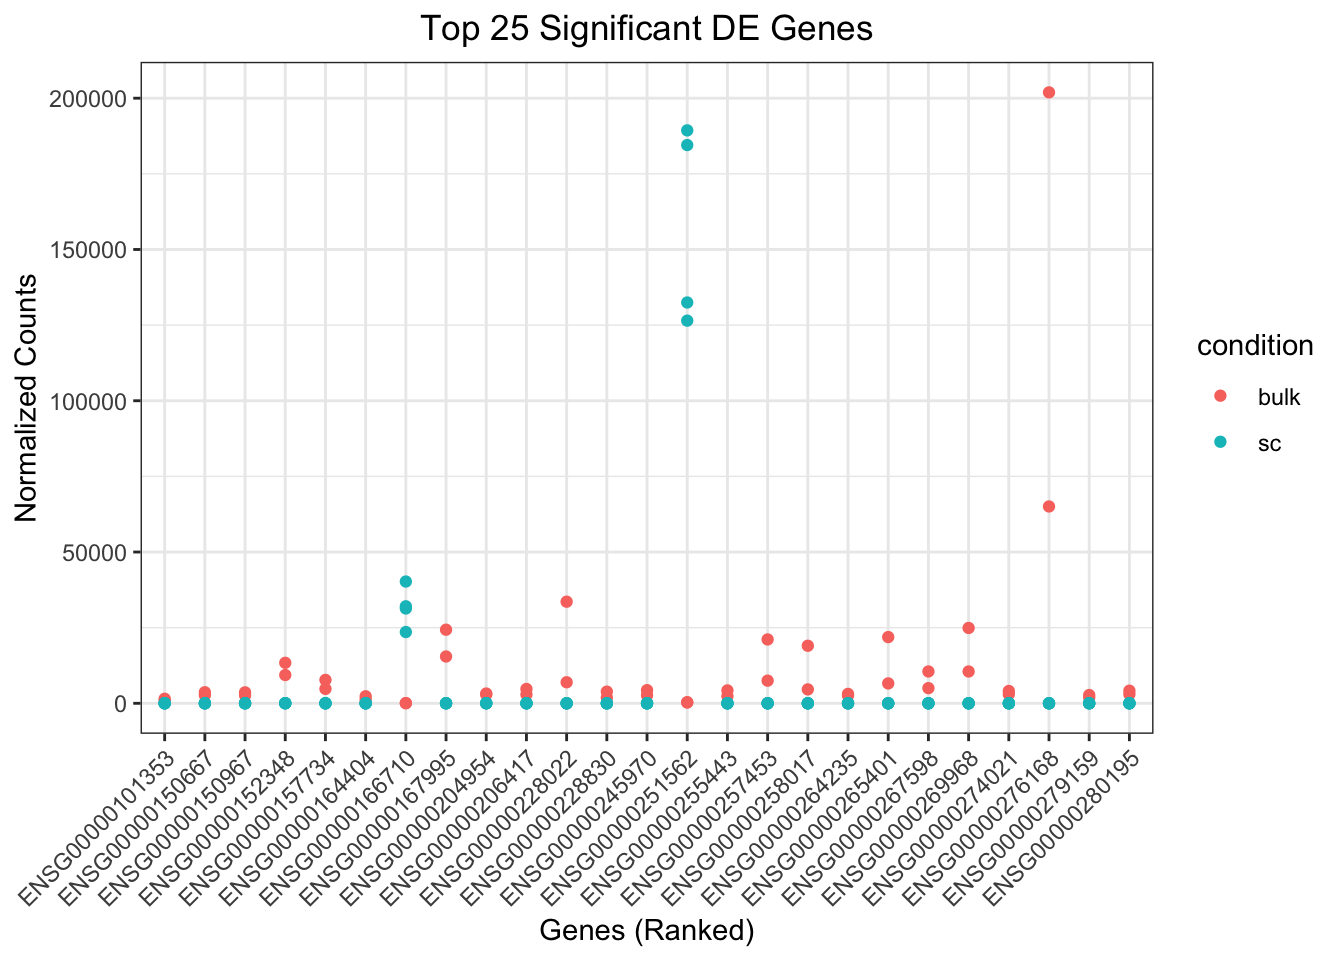 Top 25 Significant DE Genes
Normalized Counts
200000
150000
100000
50000
0
ENSG00000101353
ENSG00000150667
ENSG00000150967
ENSG00000152348
ENSG00000157734
ENSG00000164404
ENSG00000166710
ENSG00000167995
ENSG00000204954
ENSG00000206417
ENSG00000228022
ENSG00000228830
ENSG00000245970
ENSG00000251562
ENSG00000255443
ENSG00000257453
ENSG00000258017
ENSG00000264235
ENSG00000265401
ENSG00000267598
ENSG00000269968
ENSG00000274021
ENSG00000276168
ENSG00000279159
ENSG00000280195
Genes (Ranked)
condition
bulk
sc